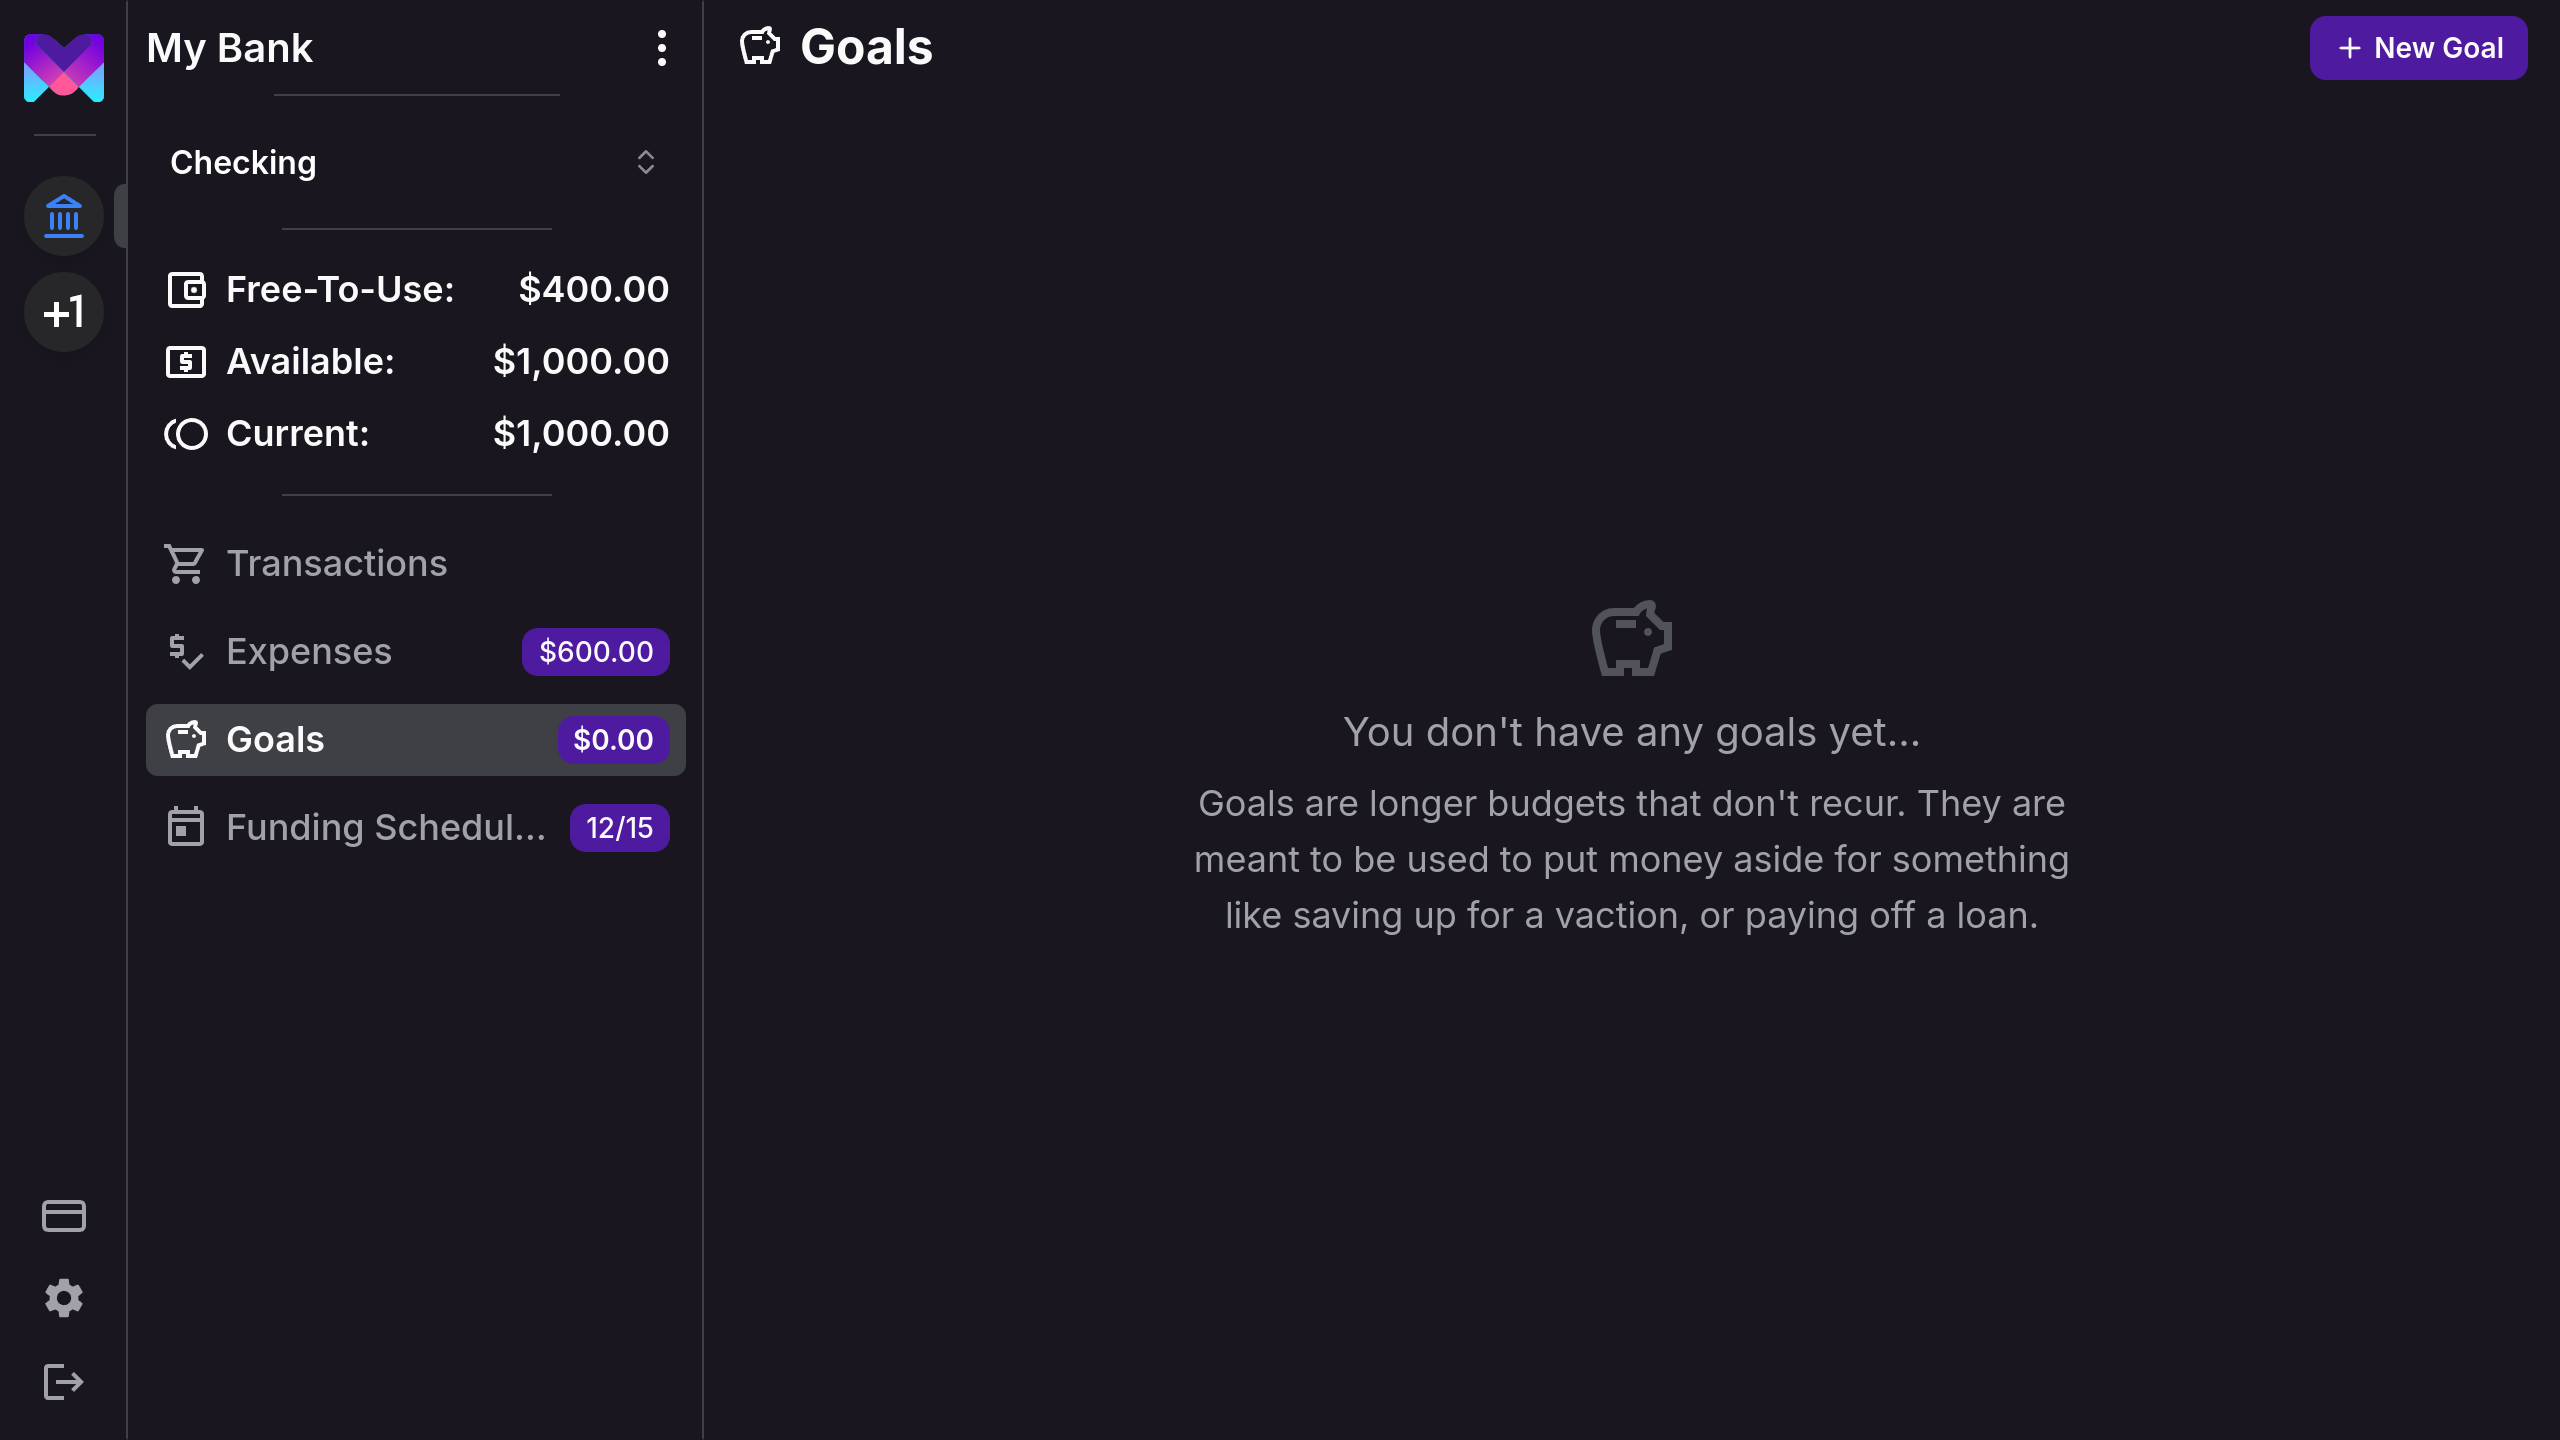 My Bank
Checking
Free-To-Use: $400.00
Available: $1,000.00
Current: $1,000.00
Transactions
Expenses $600.00
Goals $0.00
Funding Schedul... 12/15
+1
Goals
+ New Goal
You don't have any goals yet...
Goals are longer budgets that don't recur. They are
meant to be used to put money aside for something
like saving up for a vaction, or paying off a loan.